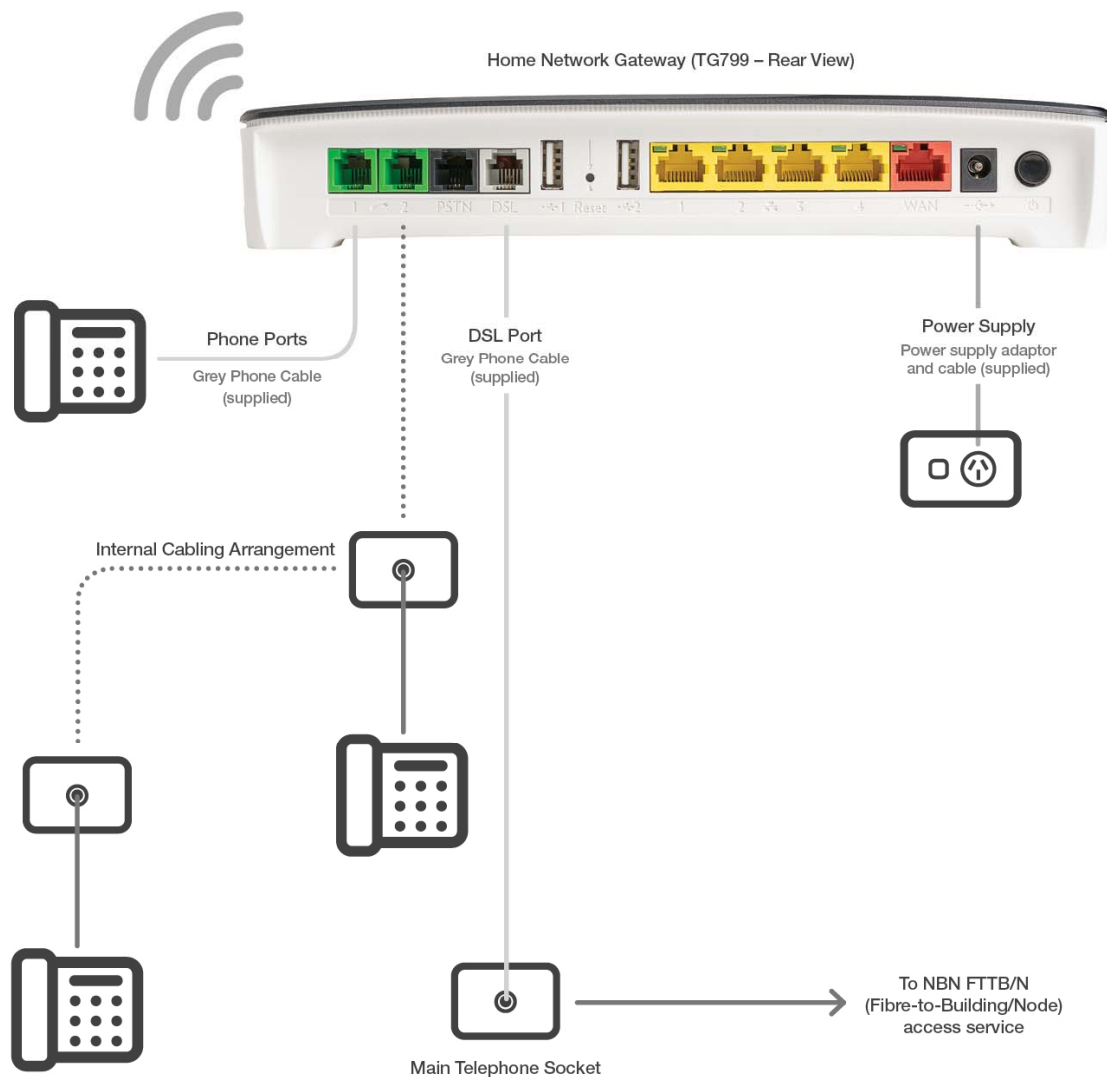 Home Network Gateway (TG799 – Rear View)
1 2 PSTN DSL 1 Reset 2 1 2 3 4 WAN
Phone Ports
Grey Phone Cable
(supplied)
DSL Port
Grey Phone Cable
(supplied)
Power Supply
Power supply adaptor
and cable (supplied)
Internal Cabling Arrangement
To NBN FTTB/N
(Fibre-to-Building/Node)
access service
Main Telephone Socket